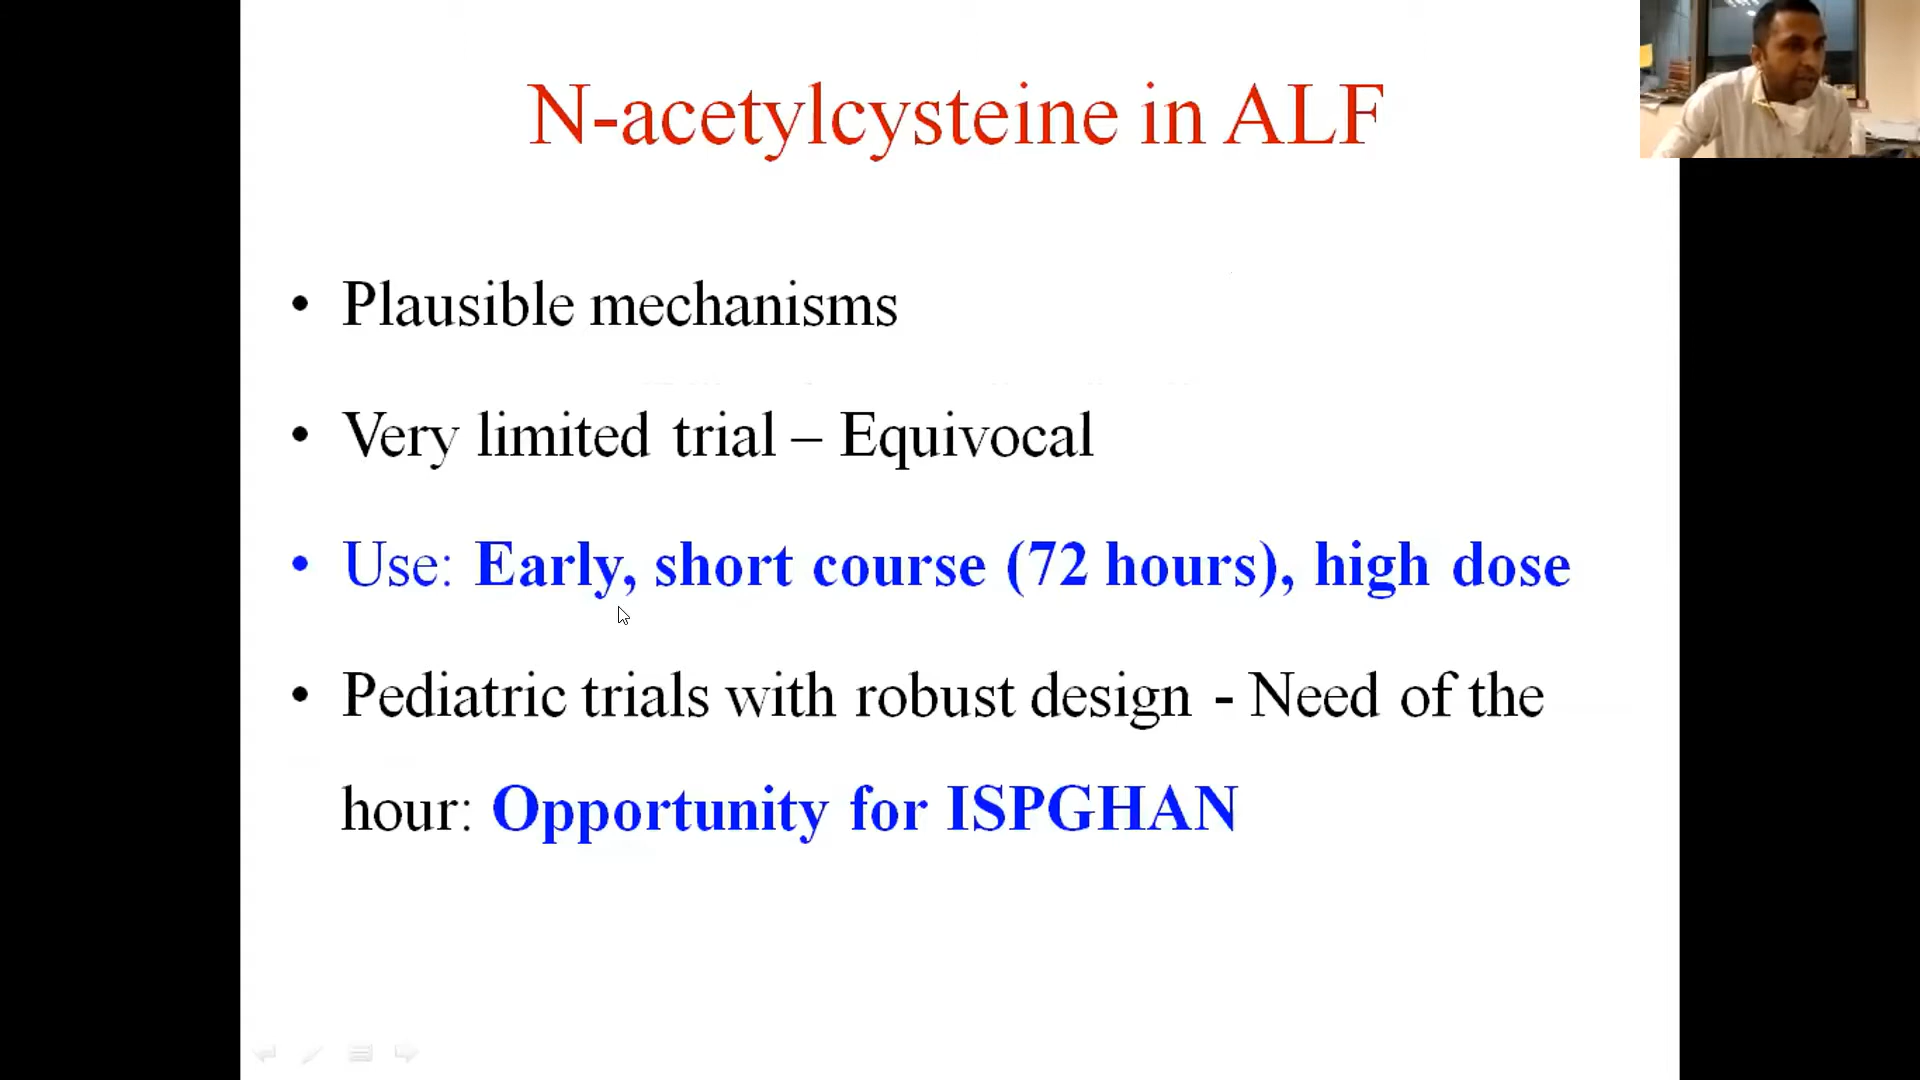 N-acetylcysteine in ALF
• Plausible mechanisms
• Very limited trial – Equivocal
• Use: Early, short course (72 hours), high dose
• Pediatric trials with robust design - Need of the
hour: Opportunity for ISPGHAN